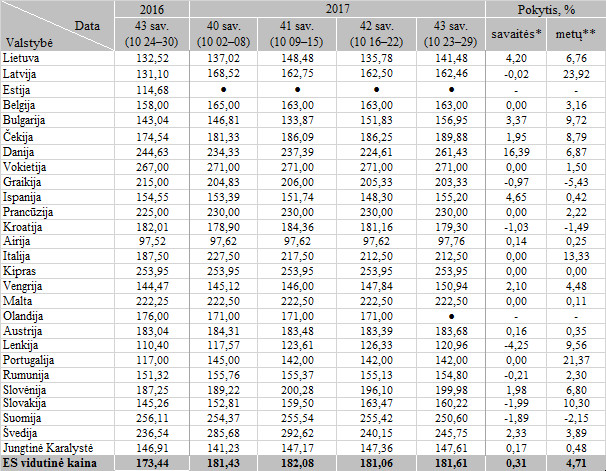 Data 2016 2017 Pokytis, %
Valstybė 43 sav. (10 24–30) 40 sav. (10 02–08) 41 sav. (10 09–15) 42 sav. (10 16–22) 43 sav. (10 23–29) savaitės* metų**
Lietuva 132,52 137,02 148,48 135,78 141,48 4,20 6,76
Latvija 131,10 168,52 162,75 162,50 162,46 -0,02 23,92
Estija 114,68 ● ● ● ● - -
Belgija 158,00 165,00 163,00 163,00 163,00 0,00 3,16
Bulgarija 143,04 146,81 133,87 151,83 156,95 3,37 9,72
Čekija 174,54 181,33 186,09 186,25 189,88 1,95 8,79
Danija 244,63 234,33 237,39 224,61 261,43 16,39 6,87
Vokietija 267,00 271,00 271,00 271,00 271,00 0,00 1,50
Graikija 215,00 204,83 206,00 205,33 203,33 -0,97 -5,43
Ispanija 154,55 153,39 151,74 148,30 155,20 4,65 0,42
Prancūzija 225,00 230,00 230,00 230,00 230,00 0,00 2,22
Kroatija 182,01 178,90 184,36 181,16 179,30 -1,03 -1,49
Airija 97,52 97,62 97,62 97,62 97,76 0,14 0,25
Italija 187,50 227,50 217,50 212,50 212,50 0,00 13,33
Kipras 253,95 253,95 253,95 253,95 253,95 0,00 0,00
Vengrija 144,47 145,12 146,00 147,84 150,94 2,10 4,48
Malta 222,25 222,50 222,50 222,50 222,50 0,00 0,11
Olandija 176,00 171,00 171,00 171,00 ● - -
Austrija 183,04 184,31 183,48 183,39 183,68 0,16 0,35
Lenkija 110,40 117,57 123,61 126,33 120,96 -4,25 9,56
Portugalija 117,00 145,00 142,00 142,00 142,00 0,00 21,37
Rumunija 151,32 155,76 155,37 155,13 154,80 -0,21 2,30
Slovėnija 187,25 189,22 200,28 196,10 199,98 1,98 6,80
Slovakija 145,26 152,81 159,50 163,47 160,22 -1,99 10,30
Suomija 256,11 254,37 255,54 255,42 250,60 -1,89 -2,15
Švedija 236,54 285,68 292,62 240,15 245,75 2,33 3,89
Jungtinė Karalystė 146,91 141,23 147,17 147,36 147,61 0,17 0,48
ES vidutinė kaina 173,44 181,43 182,08 181,06 181,61 0,31 4,71